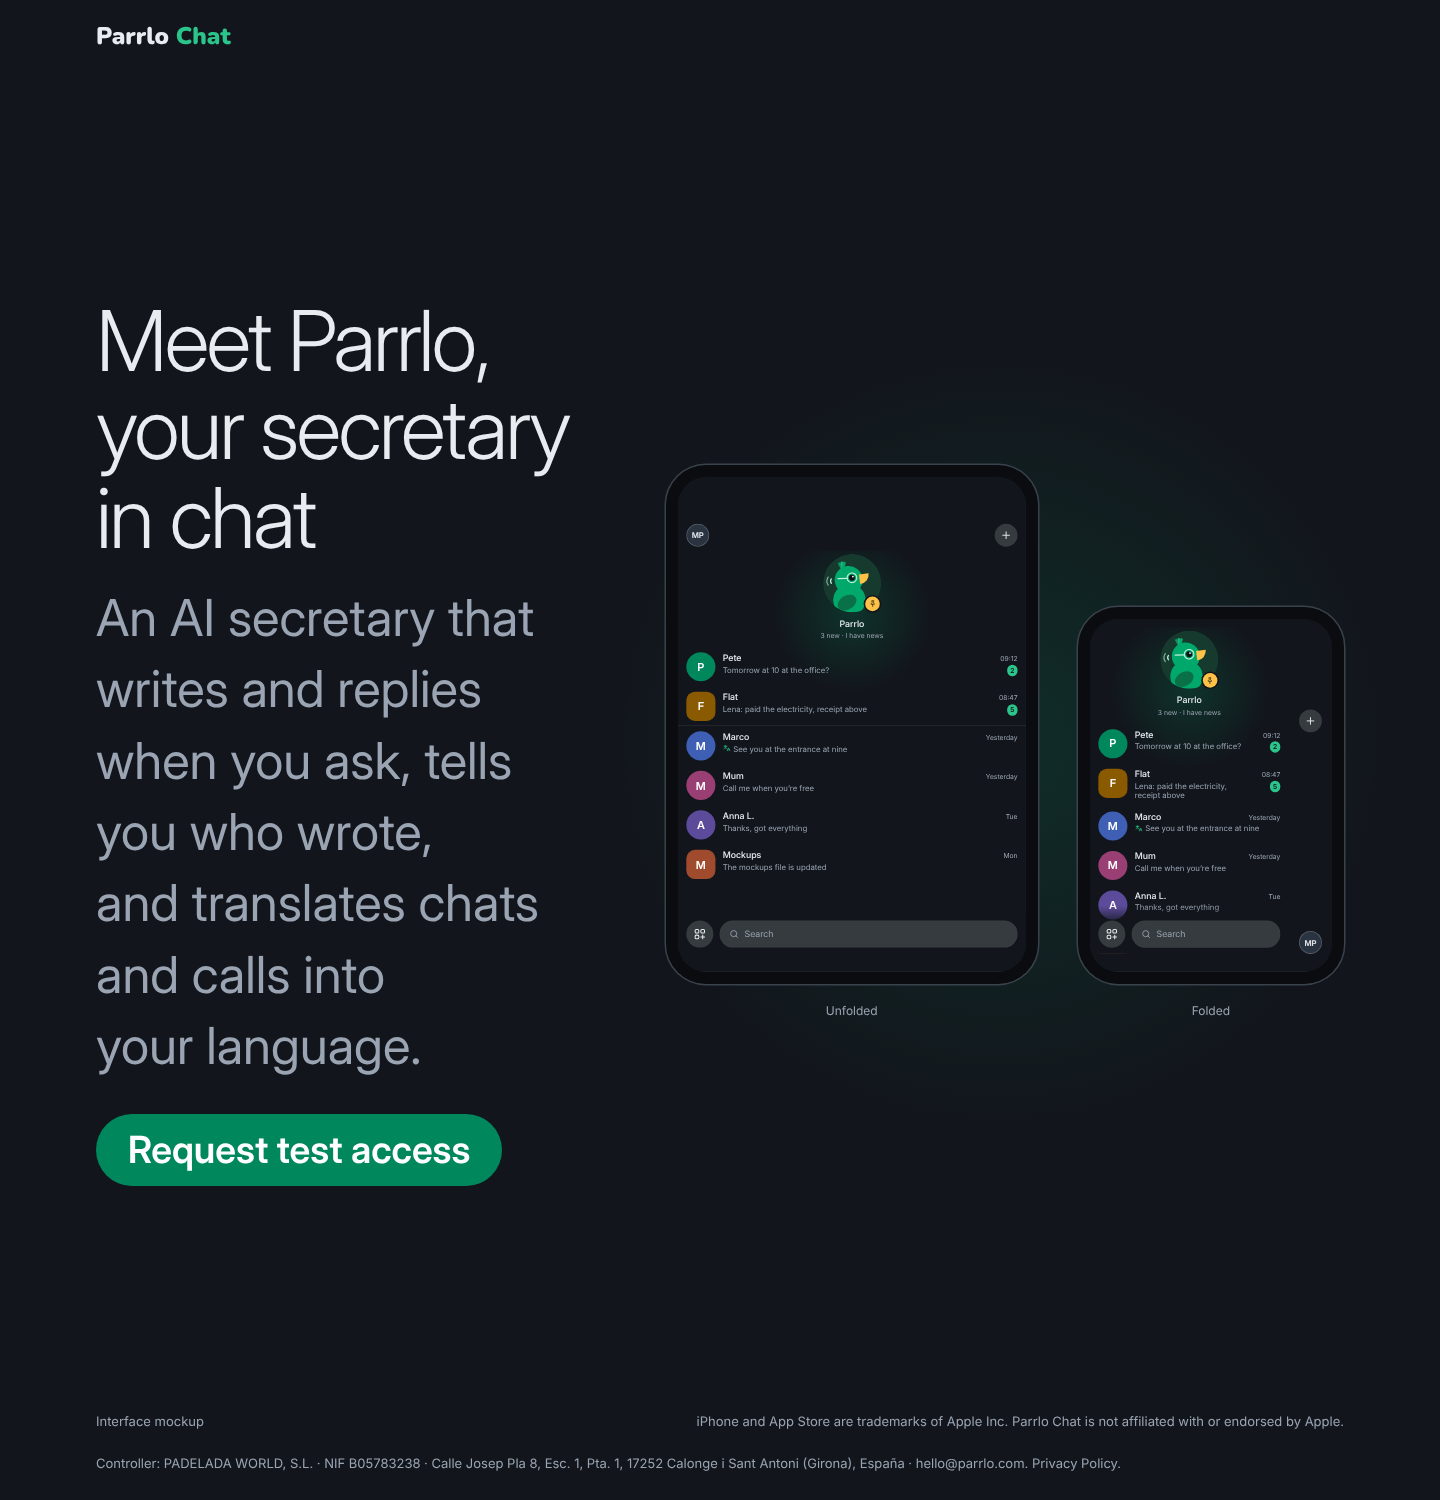 Parrlo Chat
Meet Parrlo,
your secretary
in chat
An AI secretary that
writes and replies
when you ask, tells
you who wrote,
and translates chats
and calls into
your language.
Request test access
MP
Parrlo
3 new · I have news
P
Pete
09:12
Tomorrow at 10 at the office?
2
F
Flat
08:47
Lena: paid the electricity, receipt above
5
M
Marco
Yesterday
See you at the entrance at nine
M
Mum
Yesterday
Call me when you're free
A
Anna L.
Tue
Thanks, got everything
M
Mockups
Mon
The mockups file is updated
Search
Unfolded
Parrlo
3 new · I have news
P
Pete
09:12
Tomorrow at 10 at the office?
2
F
Flat
08:47
Lena: paid the electricity,
receipt above
5
M
Marco
Yesterday
See you at the entrance at nine
M
Mum
Yesterday
Call me when you're free
A
Anna L.
Tue
Thanks, got everything
Search
MP
Folded
Interface mockup
iPhone and App Store are trademarks of Apple Inc. Parrlo Chat is not affiliated with or endorsed by Apple.
Controller: PADELADA WORLD, S.L. · NIF B05783238 · Calle Josep Pla 8, Esc. 1, Pta. 1, 17252 Calonge i Sant Antoni (Girona), España · hello@parrlo.com. Privacy Policy.